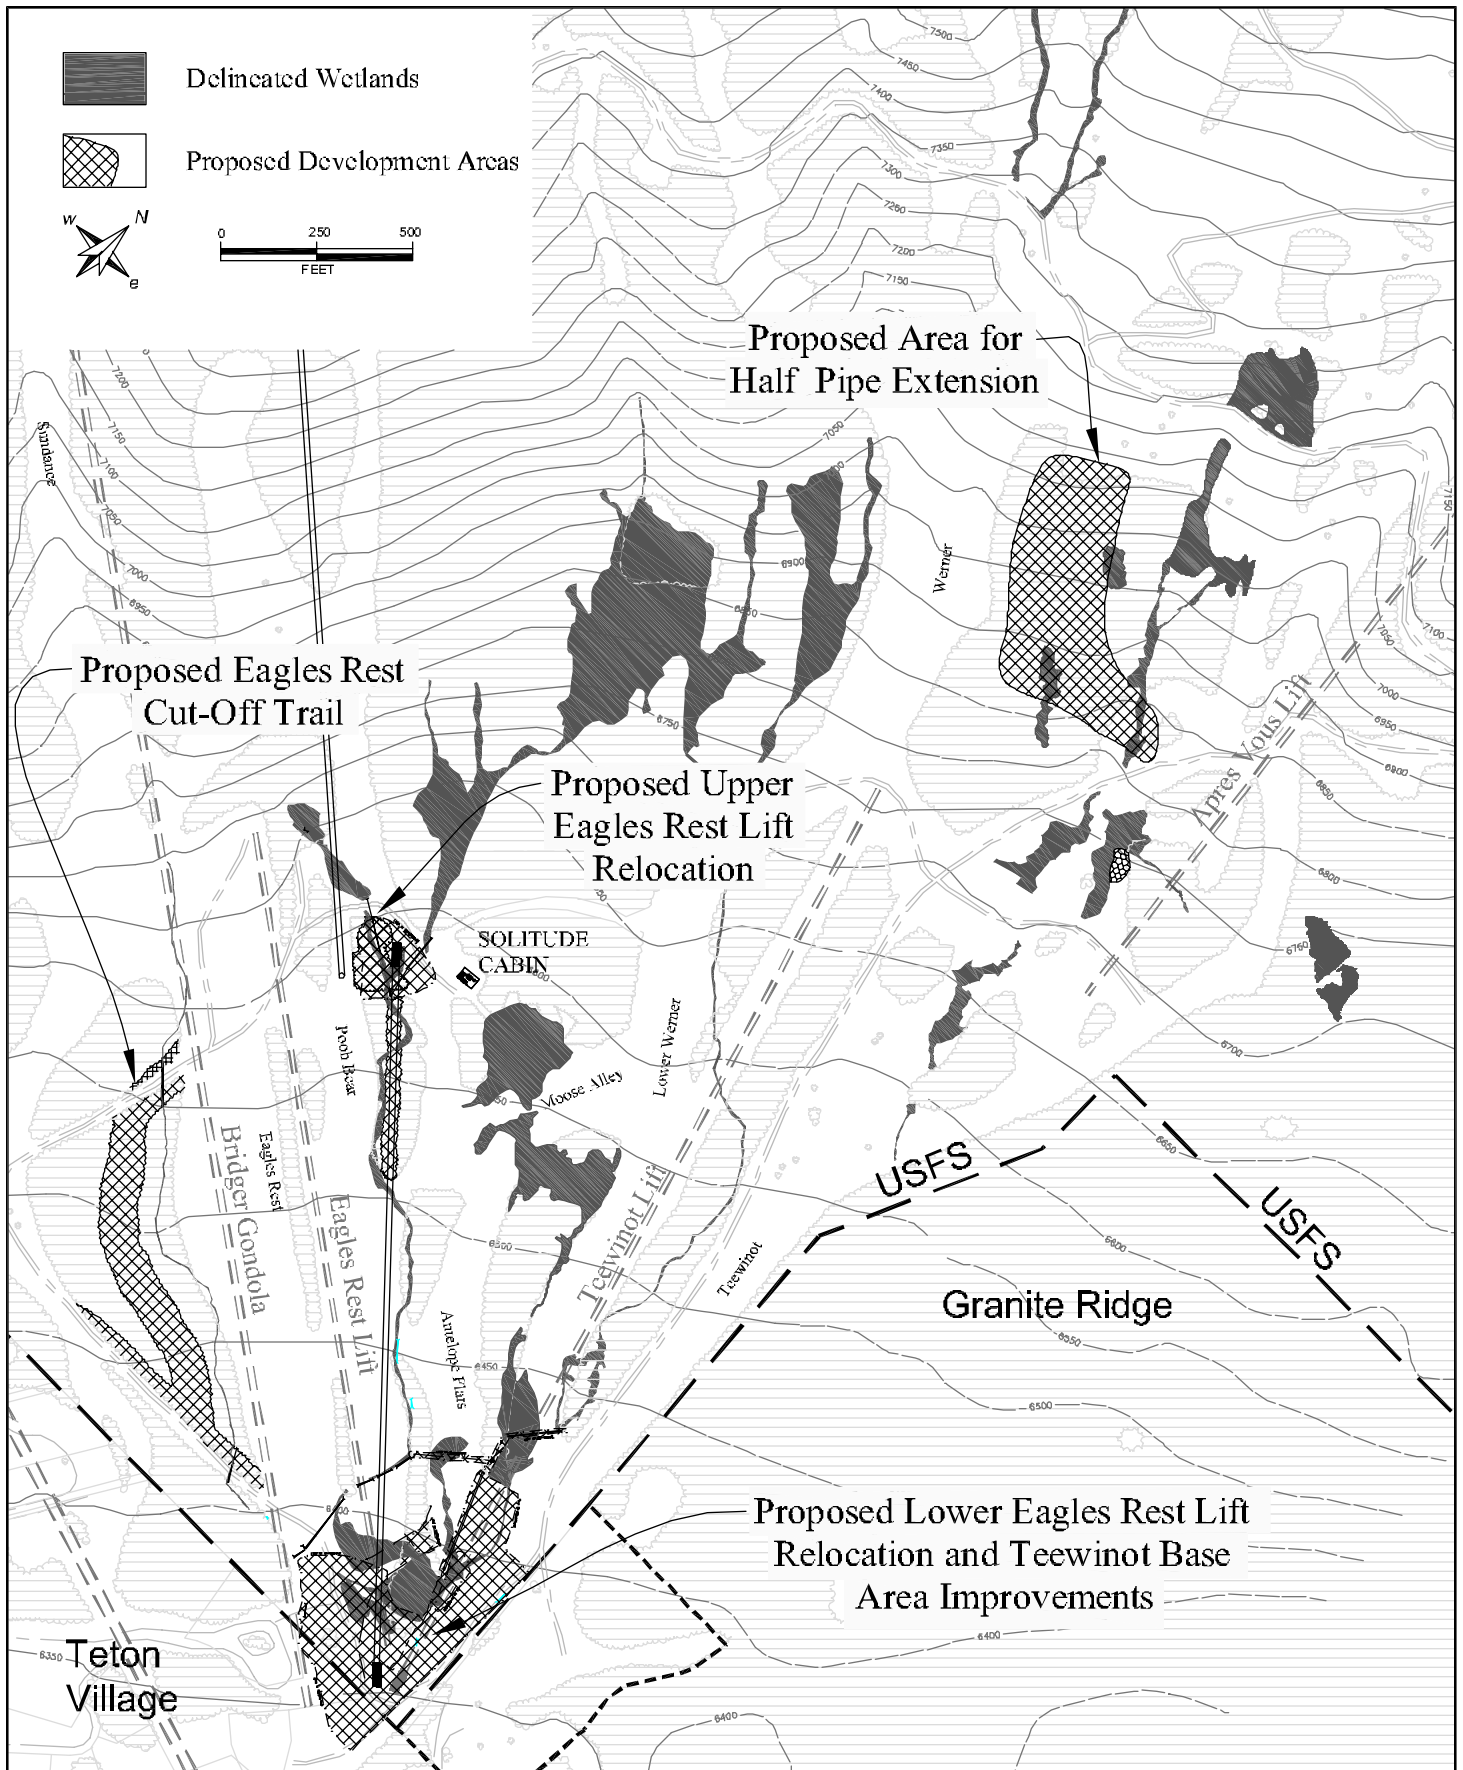 Delineated Wetlands
Proposed Development Areas
W
N
e
0
250
500
FEET
7500
7450
7400
7350
7300
7250
7200
7150
Proposed Area for
Half Pipe Extension
7200
7150
7100
7050
7000
6950
Sundance
7050
6900
6850
6750
Werner
7150
7100
7050
7000
6950
6900
6850
6800
6750
6700
6650
Proposed Eagles Rest
Cut-Off Trail
Proposed Upper
Eagles Rest Lift
Relocation
Apres Vous Lift
SOLITUDE
CABIN
Pooh Bear
Moose Alley
Lower Werner
Eagles Rest
Bridger Gondola
Eagles Rest Lift
Antelope Flats
Teewinot Lift
Teewinot
USFS
USFS
Granite Ridge
6600
6550
6500
6500
6450
6400
Proposed Lower Eagles Rest Lift
Relocation and Teewinot Base
Area Improvements
6400
6400
6350
Teton
Village